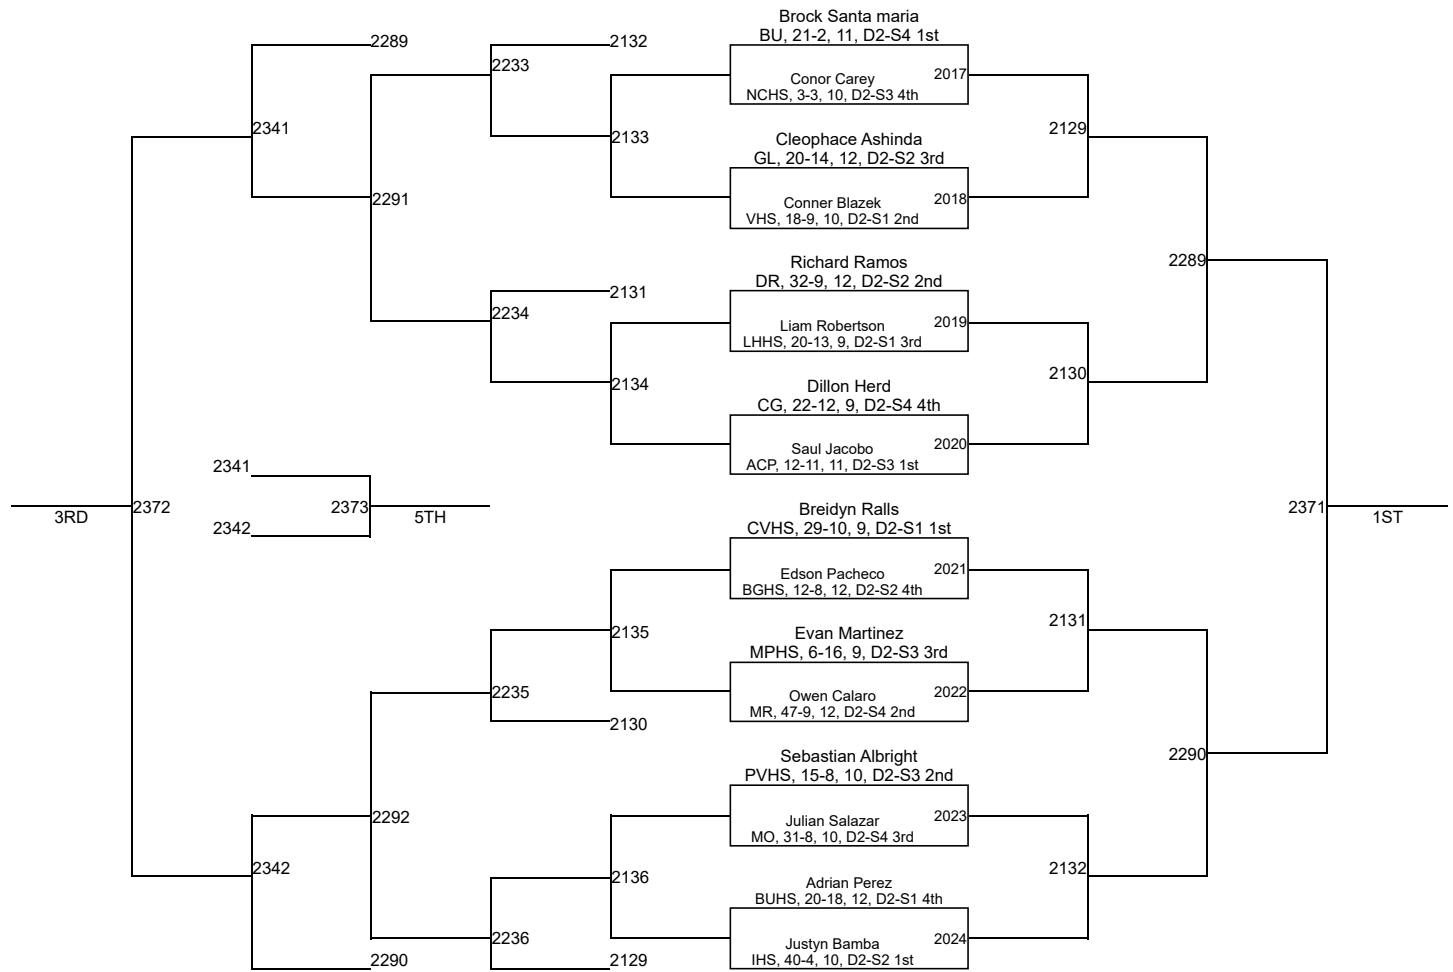 Brock Santa maria
BU, 21-2, 11, D2-S4 1st
2289
2132
2233
Conor Carey
2017
NCHS, 3-3, 10, D2-S3 4th
2341
2133
2129
Cleophace Ashinda
GL, 20-14, 12, D2-S2 3rd
2291
Conner Blazek
2018
VHS, 18-9, 10, D2-S1 2nd
Richard Ramos
2289
DR, 32-9, 12, D2-S2 2nd
2131
2234
Liam Robertson
2019
LHHS, 20-13, 9, D2-S1 3rd
2134
2130
Dillon Herd
CG, 22-12, 9, D2-S4 4th
Saul Jacobo
2020
ACP, 12-11, 11, D2-S3 1st
2341
3RD
2372
2373
5TH
2342
Breidyn Ralls
2371
1ST
CVHS, 29-10, 9, D2-S1 1st
Edson Pacheco
2021
BGHS, 12-8, 12, D2-S2 4th
2135
2131
Evan Martinez
MPHS, 6-16, 9, D2-S3 3rd
2235
Owen Calaro
2022
MR, 47-9, 12, D2-S4 2nd
2130
Sebastian Albright
2290
PVHS, 15-8, 10, D2-S3 2nd
2292
Julian Salazar
2023
MO, 31-8, 10, D2-S4 3rd
2342
2136
2132
Adrian Perez
BUHS, 20-18, 12, D2-S1 4th
2236
Justyn Bamba
2024
2290
2129
IHS, 40-4, 10, D2-S2 1st